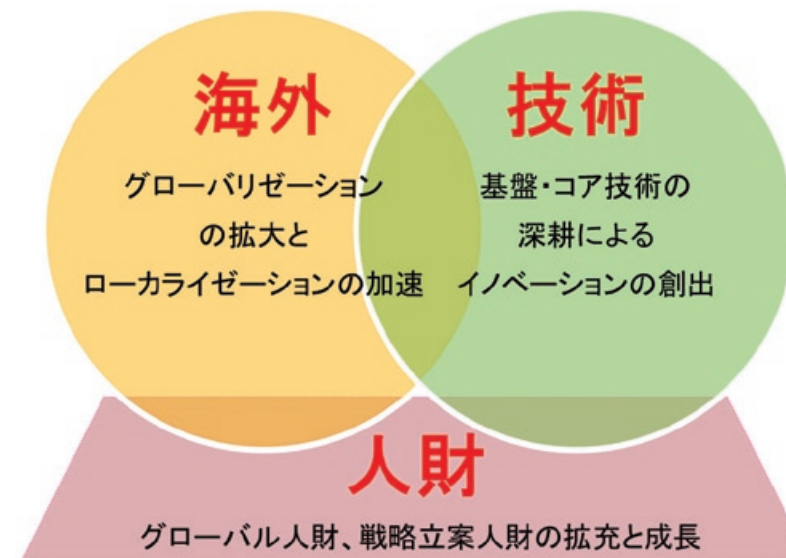 海外
グローバリゼーション
の拡大と
ローカライゼーションの加速
技術
基盤・コア技術の
深耕による
イノベーションの創出
人財
グローバル人財、戦略立案人財の拡充と成長